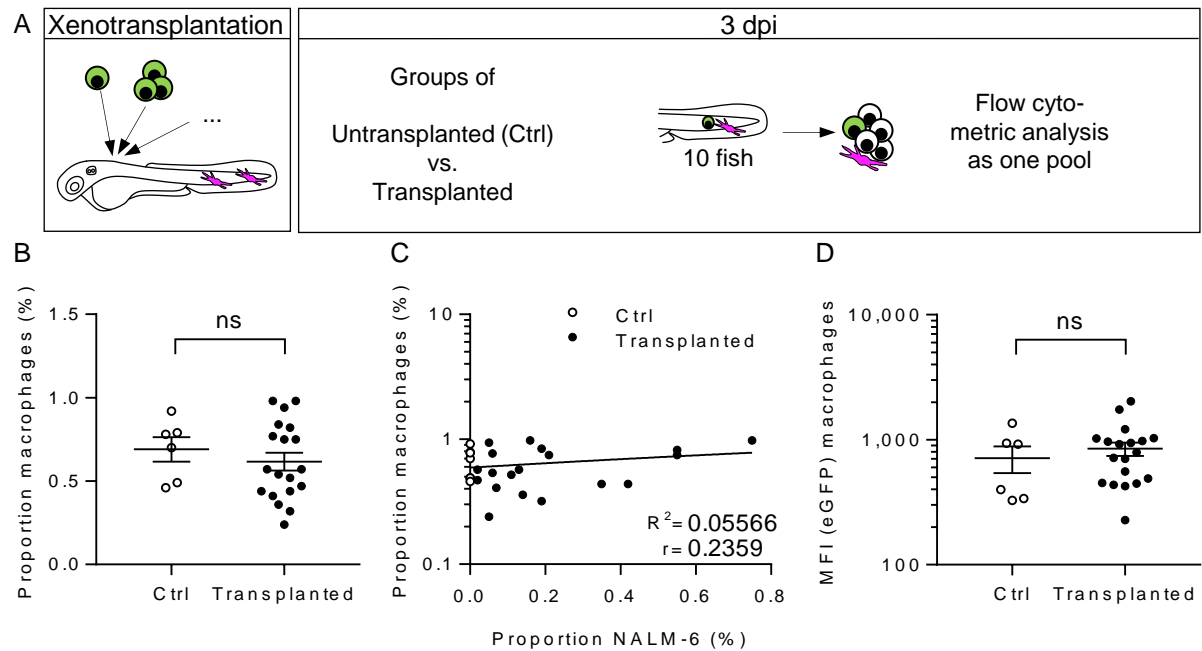 A
Xenotransplantation
...
3 dpi
Groups of
Untransplanted (Ctrl)
vs.
Transplanted
10 fish
Flow cyto-
metric analysis
as one pool
B
Proportion macrophages (%)
1.5
1.0
0.5
0.0
ns
Ctrl
Transplanted
C
Proportion macrophages (%)
10
1
0.1
Ctrl
Transplanted
R²= 0.05566
r= 0.2359
0.0 0.2 0.4 0.6 0.8
Proportion NALM-6 (%)
D
MFI (eGFP) macrophages
10,000
1,000
100
ns
Ctrl
Transplanted